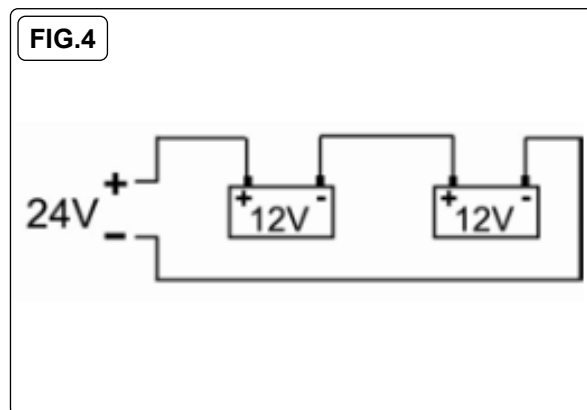 FIG.4
+
24V
–
+ 12V -
+ 12V -